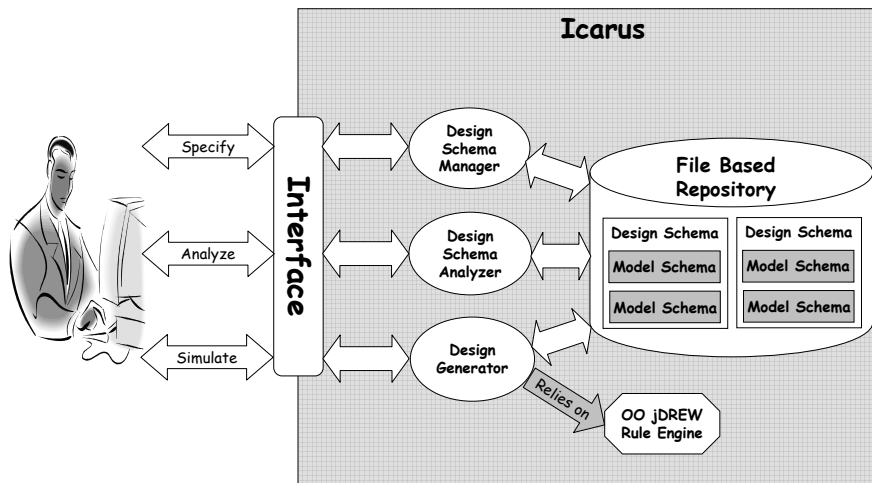 Icarus
Specify
Analyze
Simulate
Interface
Design
Schema
Manager
Design
Schema
Analyzer
Design
Generator
Relies on
OO jDREW
Rule Engine
File Based
Repository
Design Schema
Model Schema
Model Schema
Design Schema
Model Schema
Model Schema